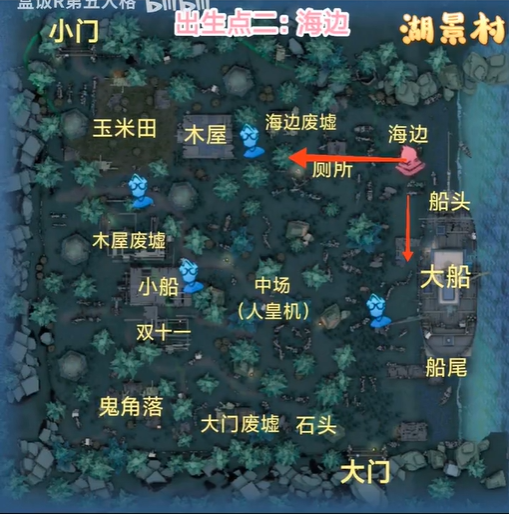 盒饭R第五人格 bilibili
出生点二：海边
湖景村
小门
玉米田
木屋
海边废墟
海边
厕所
船头
木屋废墟
大船
小船
中场
（人皇机）
双十一
船尾
鬼角落
大门废墟
石头
大门